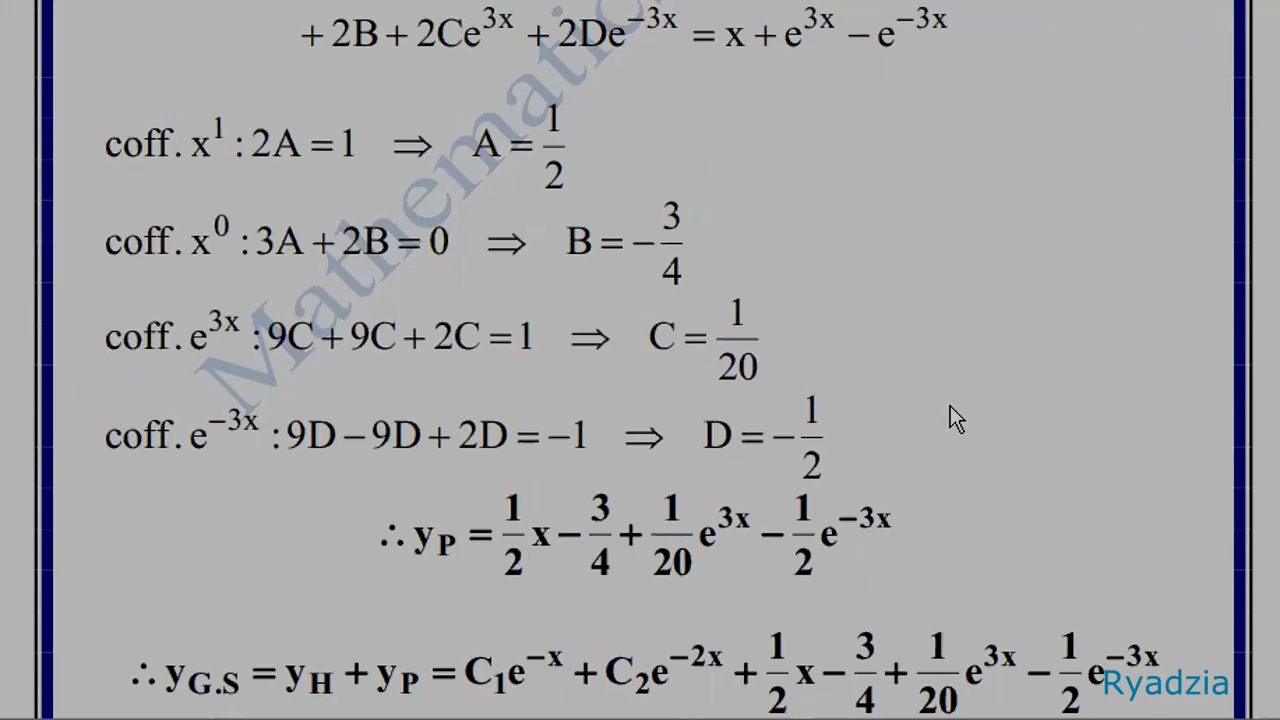 + 2B + 2Ce^{3x} + 2De^{−3x} = x + e^{3x} − e^{−3x}
coff. x^1 : 2A = 1 ⇒ A = 1/2
coff. x^0 : 3A + 2B = 0 ⇒ B = −3/4
coff. e^{3x} : 9C + 9C + 2C = 1 ⇒ C = 1/20
coff. e^{−3x} : 9D − 9D + 2D = −1 ⇒ D = −1/2
∴ y_P = 1/2 x − 3/4 + 1/20 e^{3x} − 1/2 e^{−3x}
∴ y_{G.S} = y_H + y_P = C_1e^{−x} + C_2e^{−2x} + 1/2 x − 3/4 + 1/20 e^{3x} − 1/2 e^{−3x}
Ryadzia
Mathematic